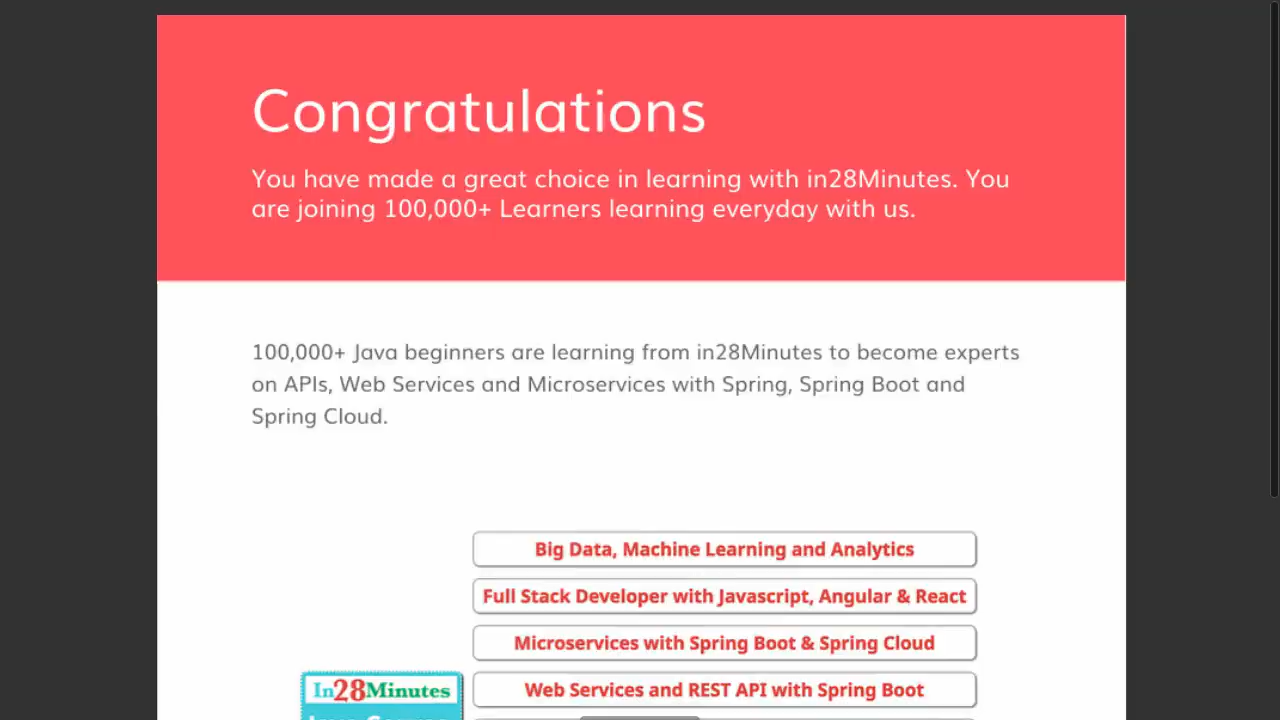 Congratulations
You have made a great choice in learning with in28Minutes. You
are joining 100,000+ Learners learning everyday with us.
100,000+ Java beginners are learning from in28Minutes to become experts
on APIs, Web Services and Microservices with Spring, Spring Boot and
Spring Cloud.
Big Data, Machine Learning and Analytics
Full Stack Developer with Javascript, Angular & React
Microservices with Spring Boot & Spring Cloud
In28Minutes
Web Services and REST API with Spring Boot